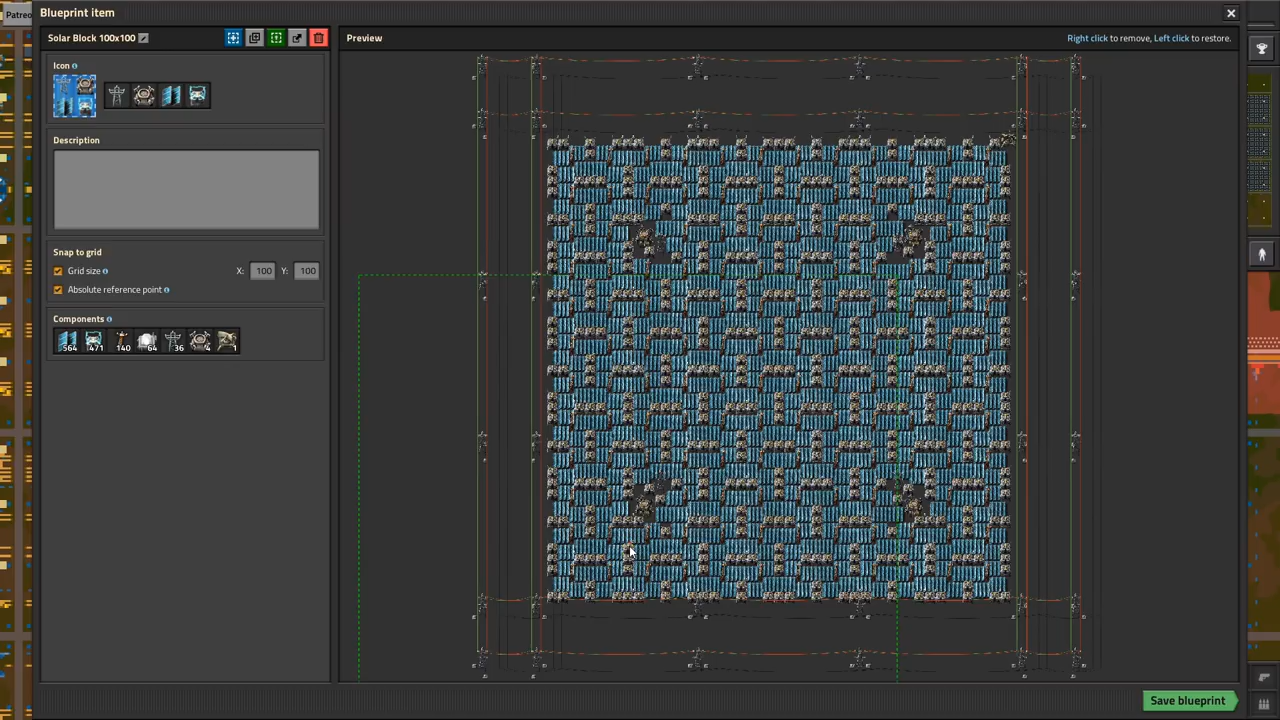 Patreo
Blueprint item
Solar Block 100x100
Preview
Right click to remove, Left click to restore.
Icon
Description
Snap to grid
Grid size
X: 100 Y: 100
Absolute reference point
Components
564 471 140 64 36 4 1
Save blueprint